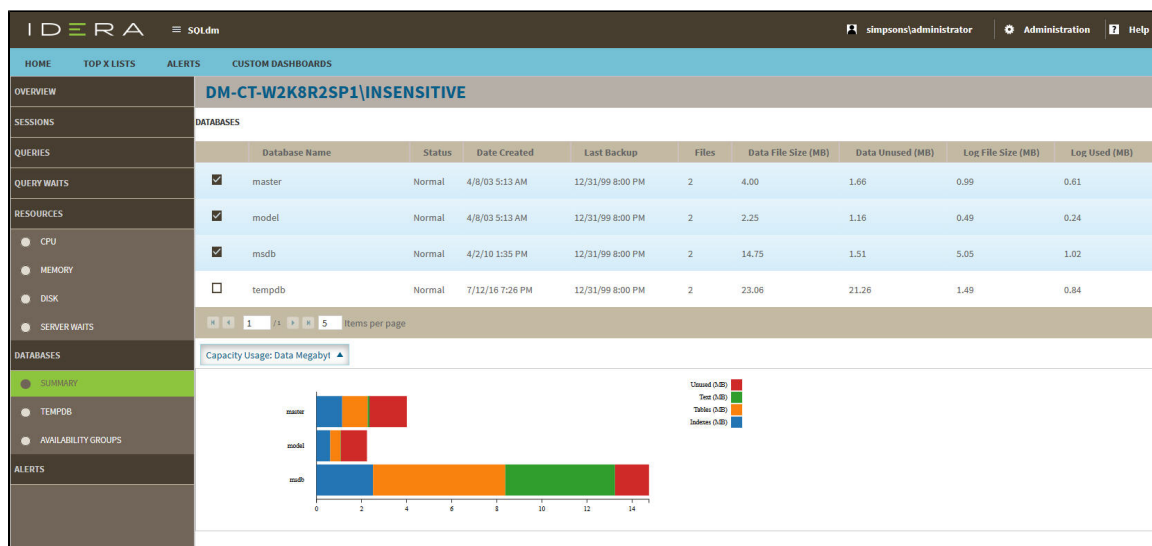 IDERA ≡ SQLdm simpsons\administrator Administration ? Help
HOME TOP X LISTS ALERTS CUSTOM DASHBOARDS
OVERVIEW
SESSIONS
QUERIES
QUERY WAITS
RESOURCES
CPU
MEMORY
DISK
SERVER WAITS
DATABASES
SUMMARY
TEMPDB
AVAILABILITY GROUPS
ALERTS
DM-CT-W2K8R2SP1\INSENSITIVE
DATABASES
Database Name Status Date Created Last Backup Files Data File Size (MB) Data Unused (MB) Log File Size (MB) Log Used (MB)
master Normal 4/8/03 5:13 AM 12/31/99 8:00 PM 2 4.00 1.66 0.99 0.61
model Normal 4/8/03 5:13 AM 12/31/99 8:00 PM 2 2.25 1.16 0.49 0.24
msdb Normal 4/2/10 1:35 PM 12/31/99 8:00 PM 2 14.75 1.51 5.05 1.02
tempdb Normal 7/12/16 7:26 PM 12/31/99 8:00 PM 2 23.06 21.26 1.49 0.84
1 /1 5 Items per page
Capacity Usage: Data Megabyt
Unused (MB)
Text (MB)
Tables (MB)
Indexes (MB)
master
model
msdb
0 2 4 6 8 10 12 14